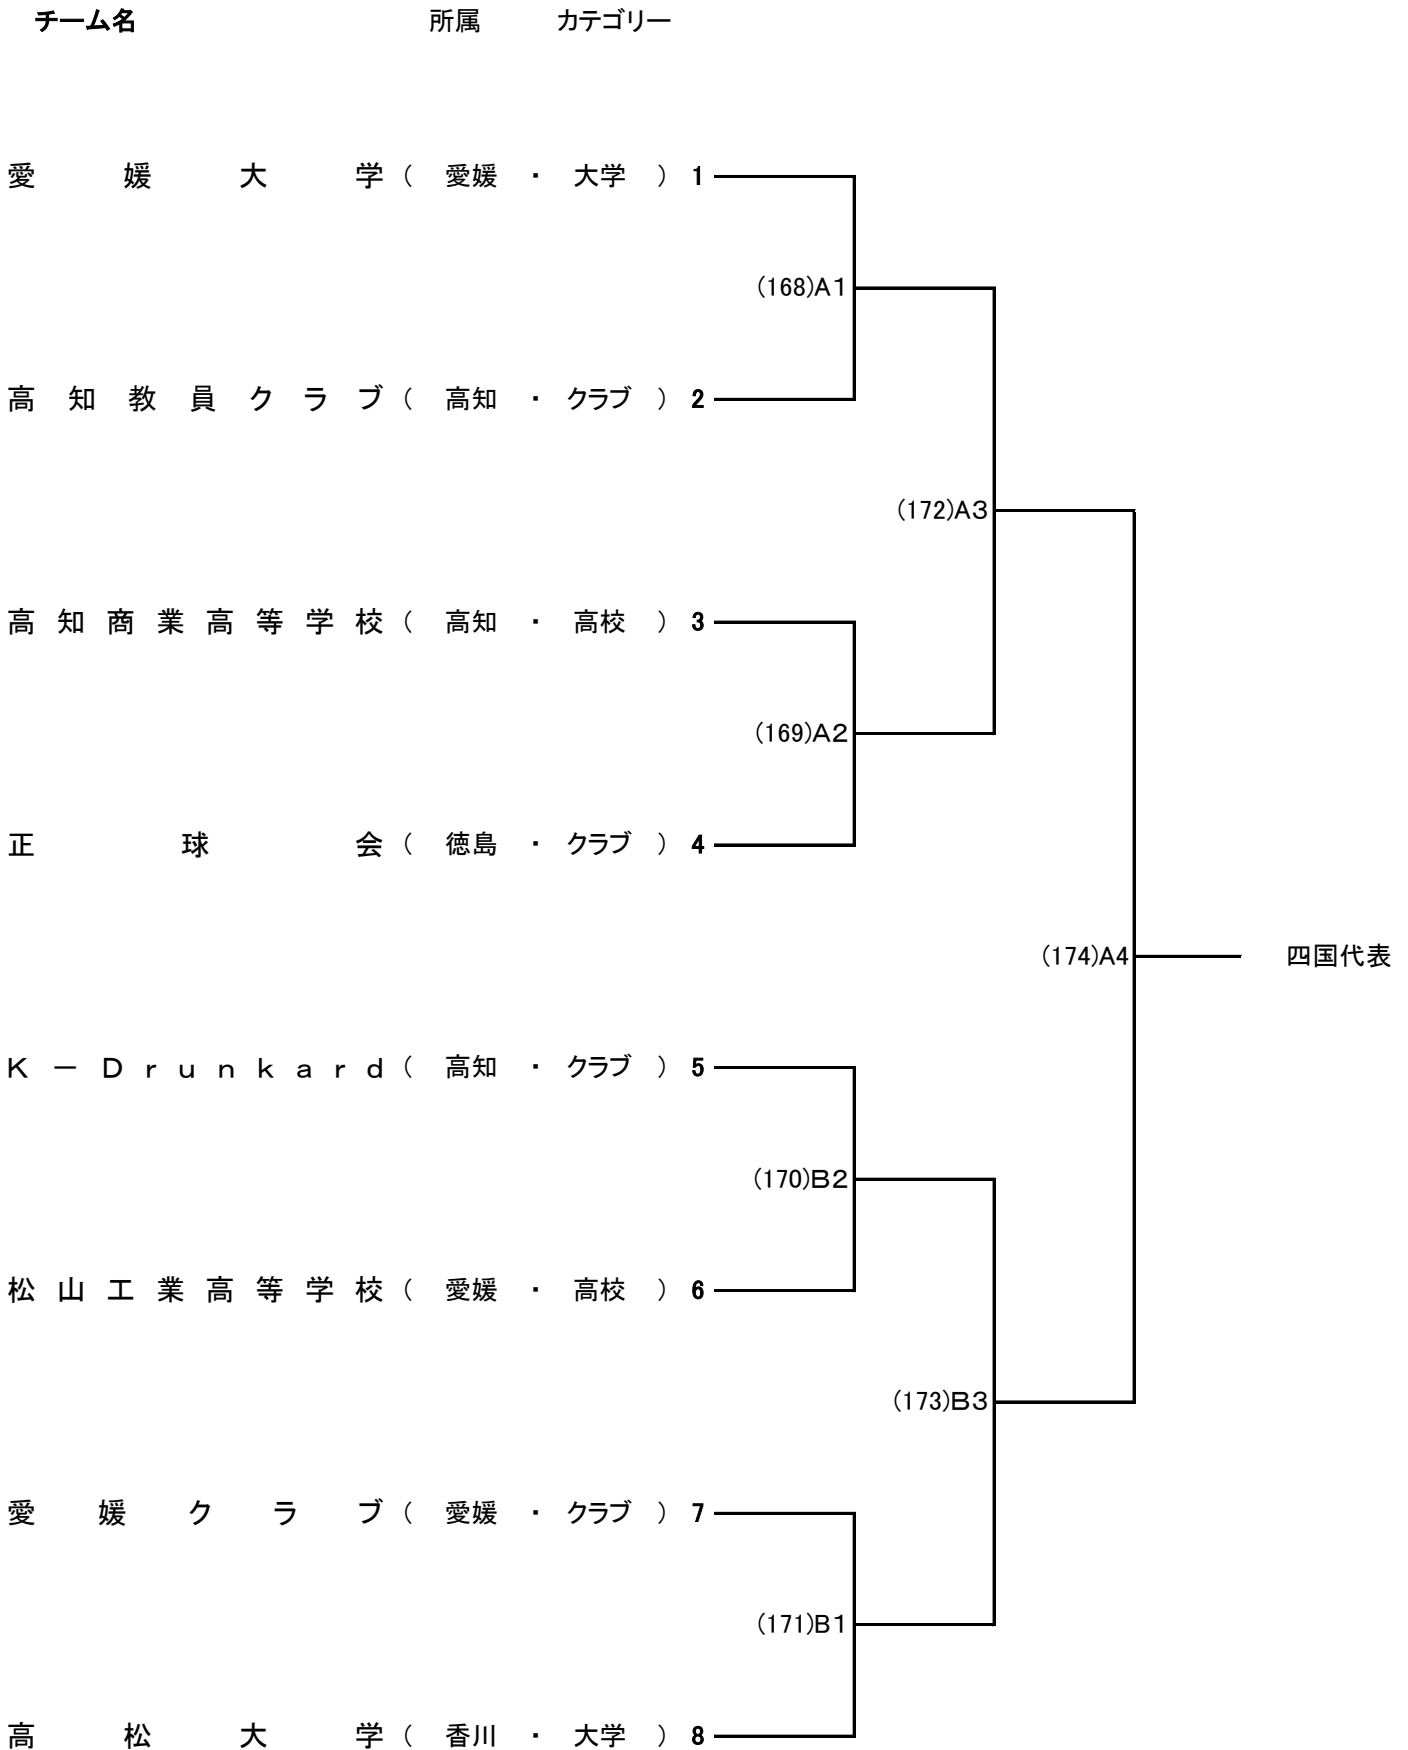 チーム名 所属 カテゴリー
愛媛大学 ( 愛媛 ・ 大学 ) 1
(168)A1
高知教員クラブ ( 高知 ・ クラブ ) 2
(172)A3
高知商業高等学校 ( 高知 ・ 高校 ) 3
(169)A2
正球会 ( 徳島 ・ クラブ ) 4
(174)A4 四国代表
K－Drunkard ( 高知 ・ クラブ ) 5
(170)B2
松山工業高等学校 ( 愛媛 ・ 高校 ) 6
(173)B3
愛媛クラブ ( 愛媛 ・ クラブ ) 7
(171)B1
高松大学 ( 香川 ・ 大学 ) 8